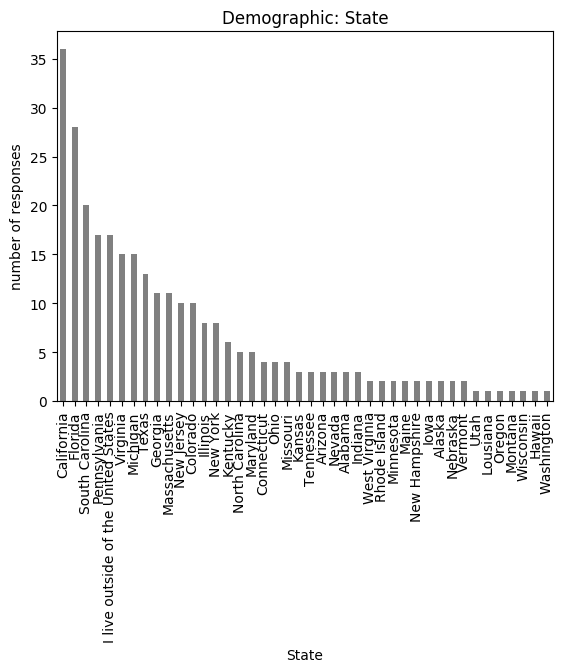 Demographic: State
number of responses
35
30
25
20
15
10
5
0
California
Florida
South Carolina
Pennsylvania
I live outside of the United States
Virginia
Michigan
Texas
Georgia
Massachusetts
New Jersey
Colorado
Illinois
New York
Kentucky
North Carolina
Maryland
Connecticut
Ohio
Missouri
Kansas
Tennessee
Arizona
Nevada
Alabama
Indiana
West Virginia
Rhode Island
Minnesota
Maine
New Hampshire
Iowa
Alaska
Nebraska
Vermont
Utah
Lousiana
Oregon
Montana
Wisconsin
Hawaii
Washington
State